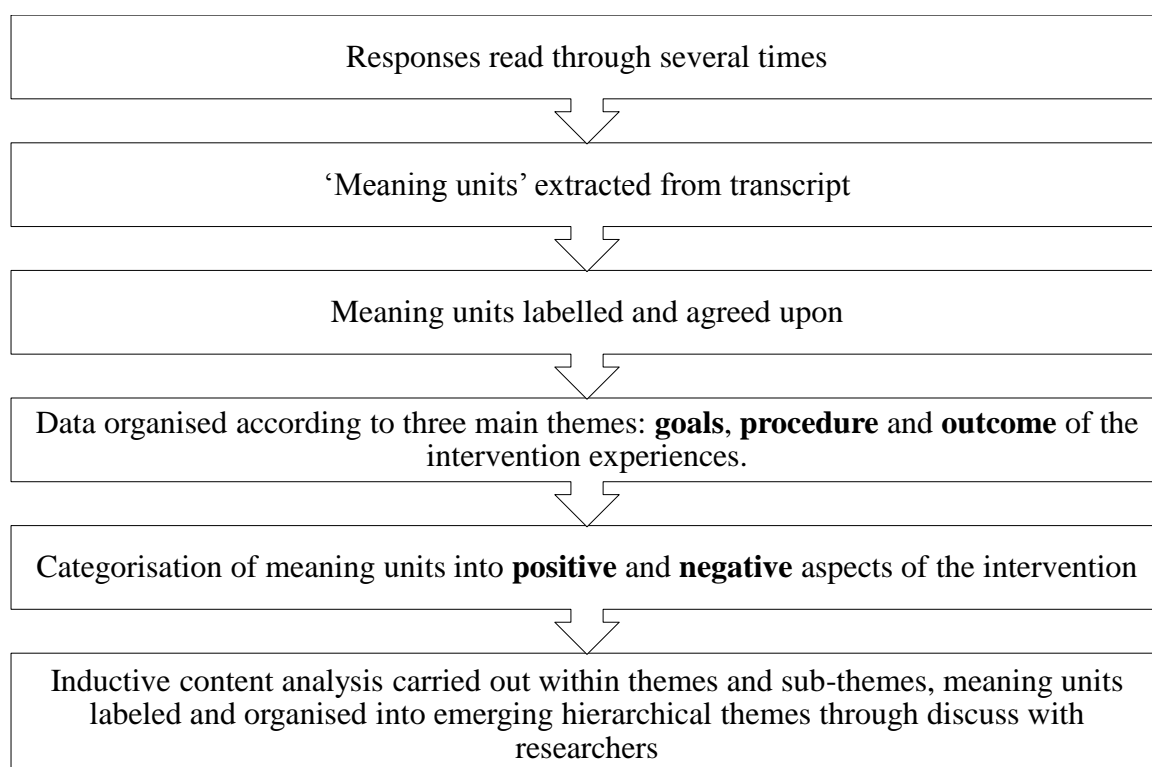 Responses read through several times
‘Meaning units’ extracted from transcript
Meaning units labelled and agreed upon
Data organised according to three main themes: goals, procedure and outcome of the
intervention experiences.
Categorisation of meaning units into positive and negative aspects of the intervention
Inductive content analysis carried out within themes and sub-themes, meaning units
labeled and organised into emerging hierarchical themes through discuss with
researchers